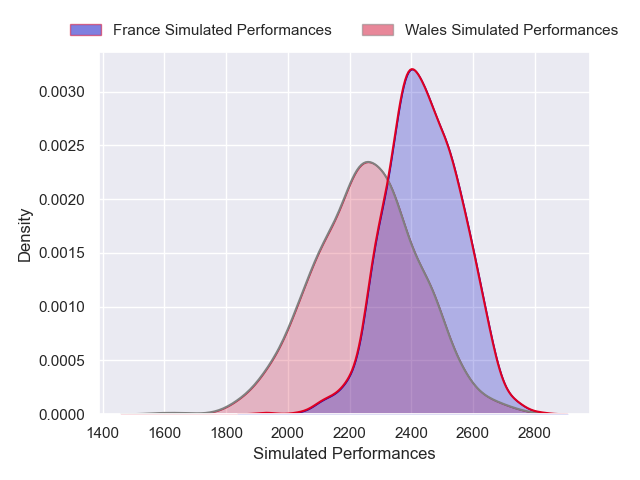 France Simulated Performances
Wales Simulated Performances
Density
0.0030
0.0025
0.0020
0.0015
0.0010
0.0005
0.0000
1400 1600 1800 2000 2200 2400 2600 2800
Simulated Performances